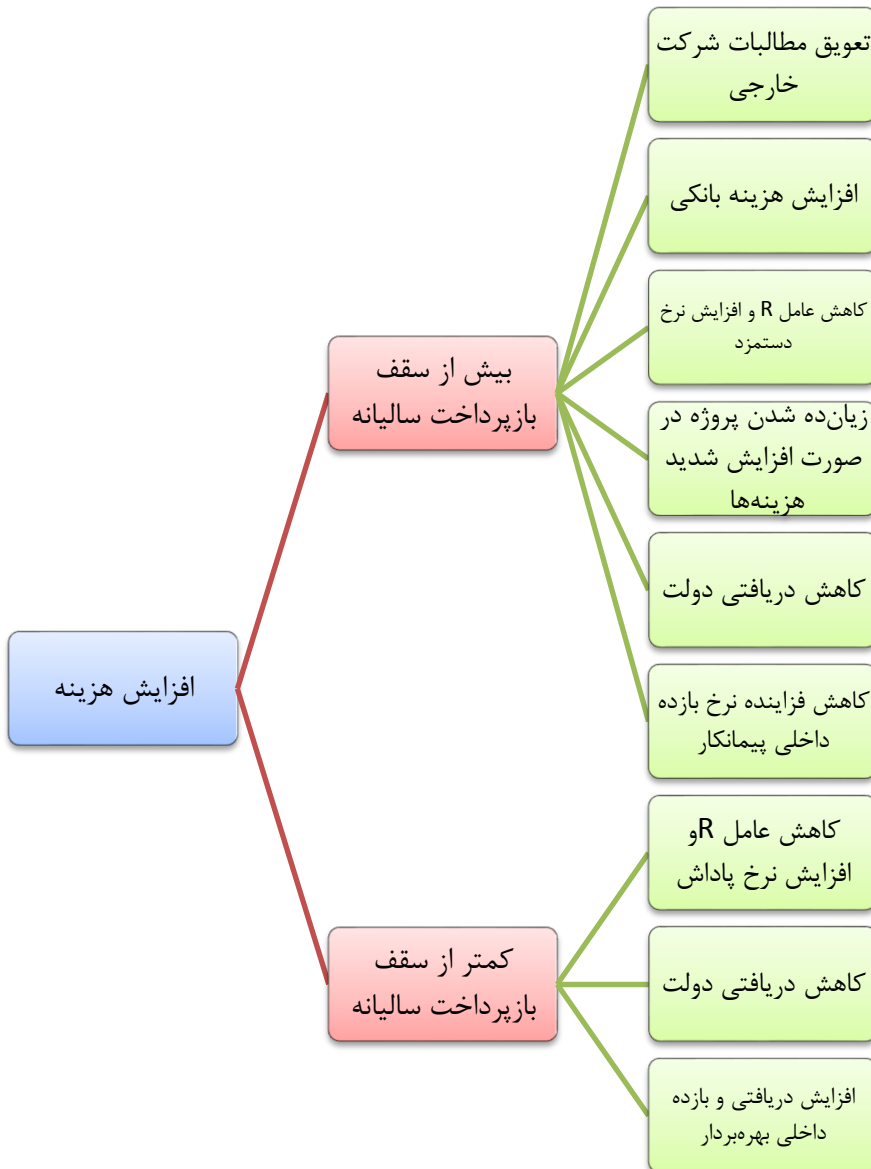 افزایش هزینه
بیش از سقف
بازپرداخت سالیانه
تعویق مطالبات شرکت
خارجی
افزایش هزینه بانکی
کاهش عامل R و افزایش نرخ
دستمزد
زیان‌ده شدن پروژه در
صورت افزایش شدید
هزینه‌ها
کاهش دریافتی دولت
کاهش فزاینده نرخ بازده
داخلی پیمانکار
کمتر از سقف
بازپرداخت سالیانه
کاهش عامل Rو
افزایش نرخ پاداش
کاهش دریافتی دولت
افزایش دریافتی و بازده
داخلی بهره‌بردار